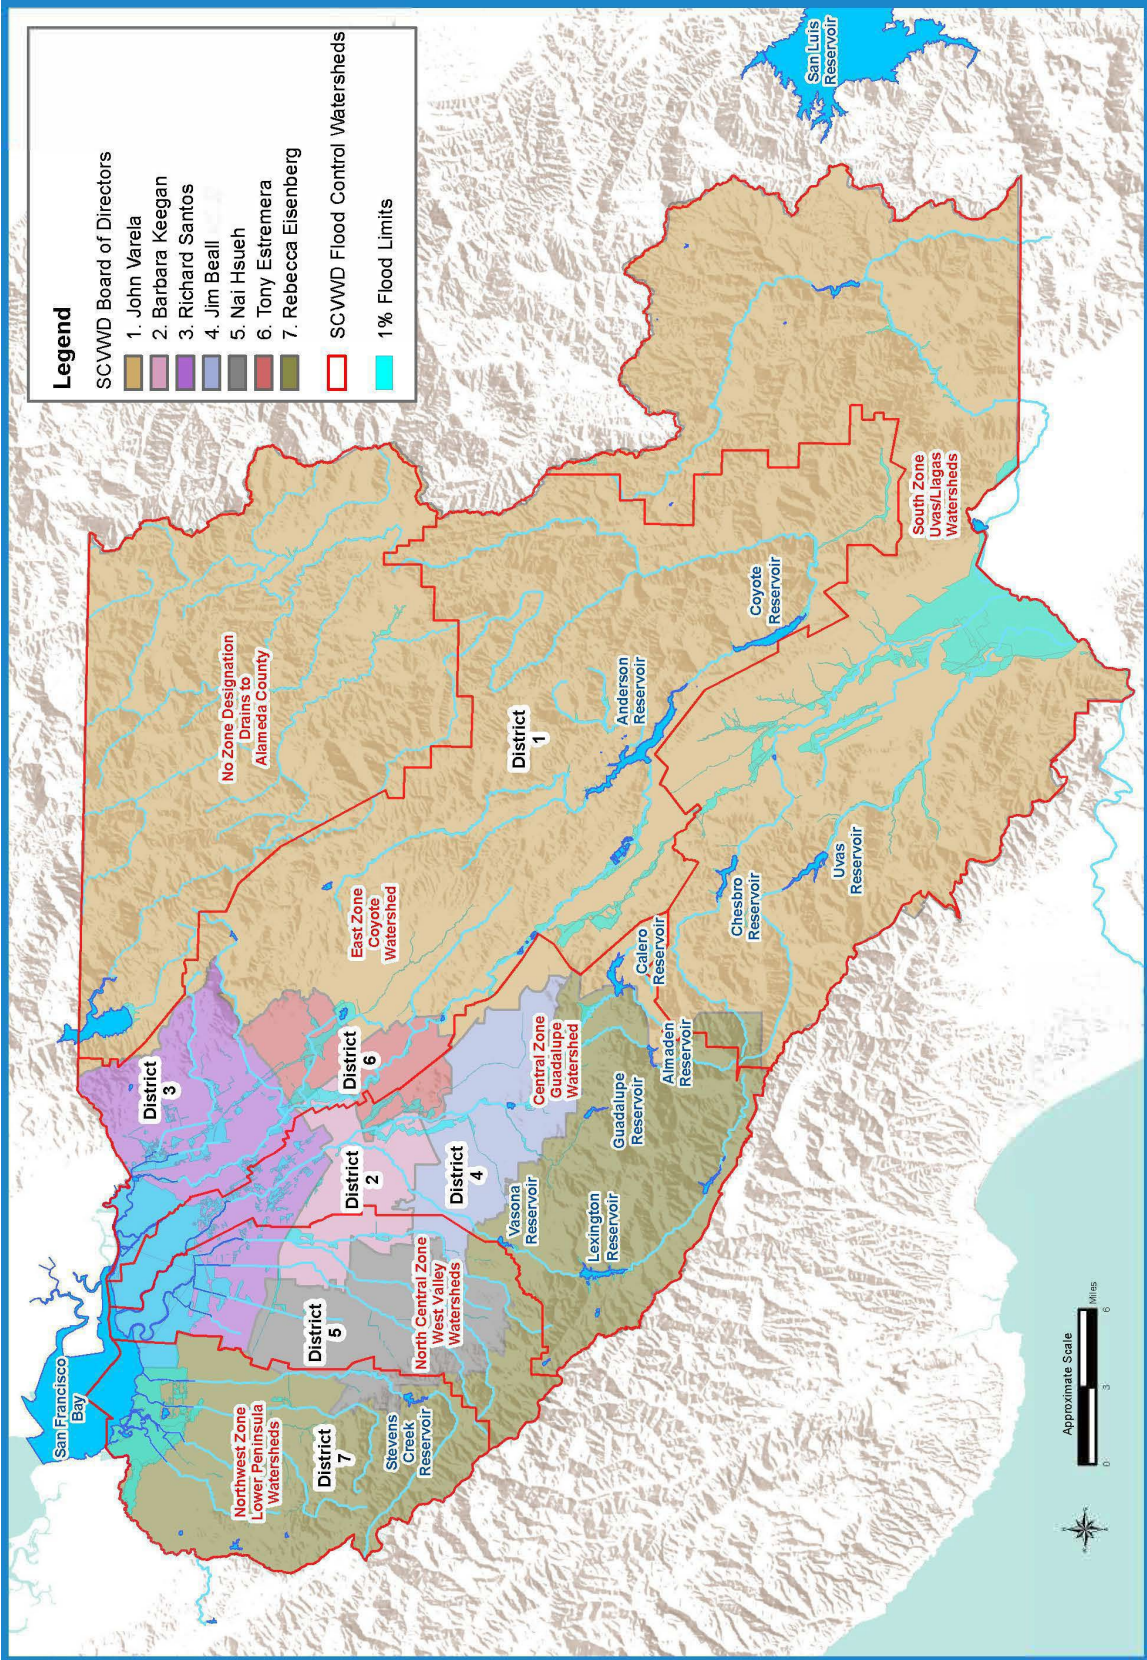 Legend
SCVWD Board of Directors
1. John Varela
2. Barbara Keegan
3. Richard Santos
4. Jim Beall
5. Nai Hsueh
6. Tony Estremera
7. Rebecca Eisenberg
SCVWD Flood Control Watersheds
1% Flood Limits
San Francisco
Bay
Northwest Zone
Lower Peninsula
Watersheds
District
7
Stevens
Creek
Reservoir
District
5
North Central Zone
West Valley
Watersheds
District
3
District
2
District
4
District
6
Vasona
Reservoir
Lexington
Reservoir
Central Zone
Guadalupe
Watershed
Guadalupe
Reservoir
Almaden
Reservoir
Calero
Reservoir
East Zone
Coyote
Watershed
No Zone Designation
Drains to
Alameda County
District
1
Anderson
Reservoir
Coyote
Reservoir
Chesbro
Reservoir
Uvas
Reservoir
South Zone
Uvas/Llagas
Watersheds
San Luis
Reservoir
Approximate Scale
0
3
6
Miles